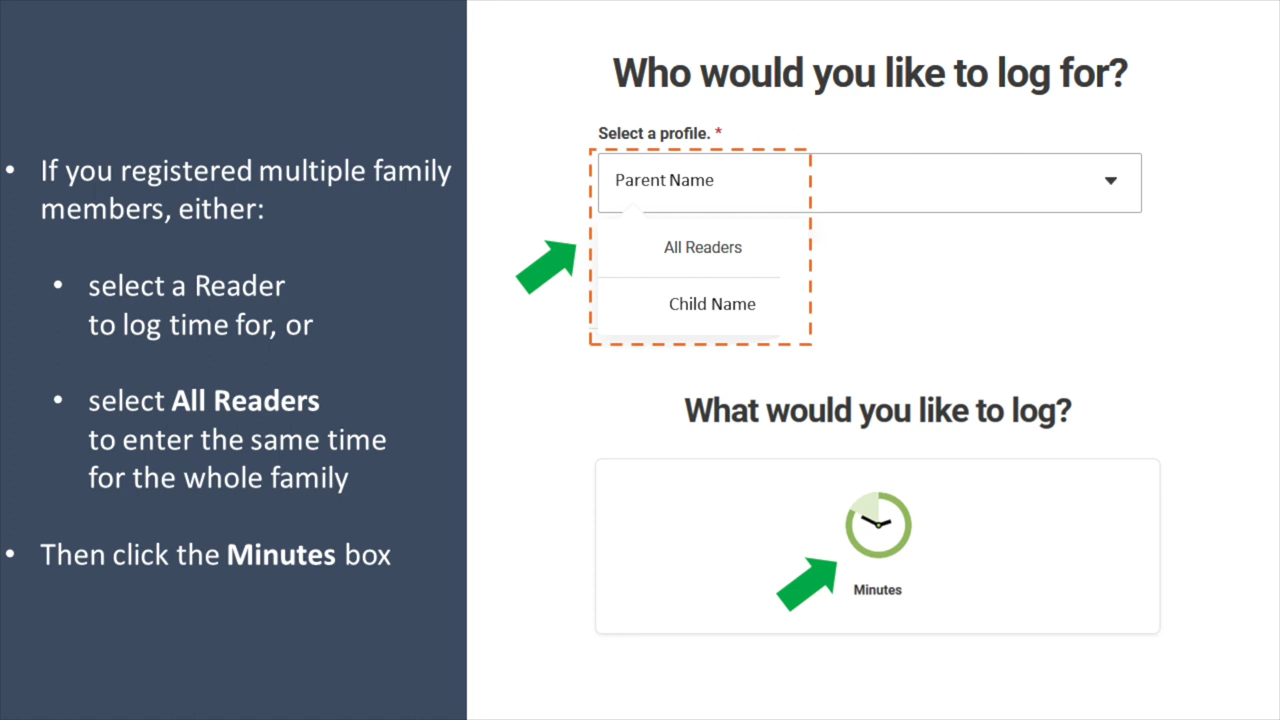 • If you registered multiple family
members, either:
• select a Reader
to log time for, or
• select All Readers
to enter the same time
for the whole family
• Then click the Minutes box
Who would you like to log for?
Select a profile. *
Parent Name
All Readers
Child Name
What would you like to log?
Minutes